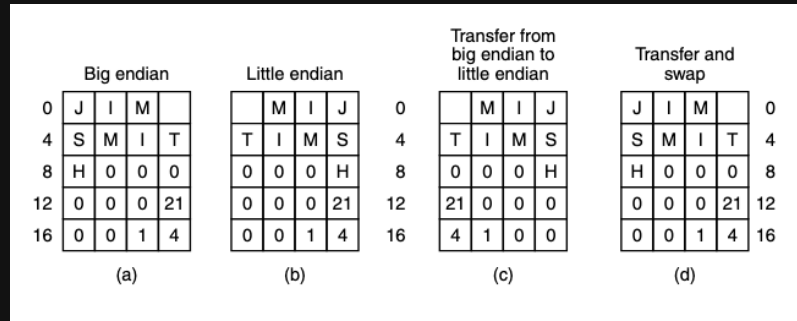 Transfer from
big endian to
little endian
Transfer and
swap
Big endian
Little endian
0 J I M
M I J 0
M I J
J I M 0
4 S M I T
T I M S 4
T I M S
S M I T 4
8 H 0 0 0
0 0 0 H 8
0 0 0 H
H 0 0 0 8
12 0 0 0 21
0 0 0 21 12
21 0 0 0
0 0 0 21 12
16 0 0 1 4
0 0 1 4 16
4 1 0 0
0 0 1 4 16
(a)
(b)
(c)
(d)